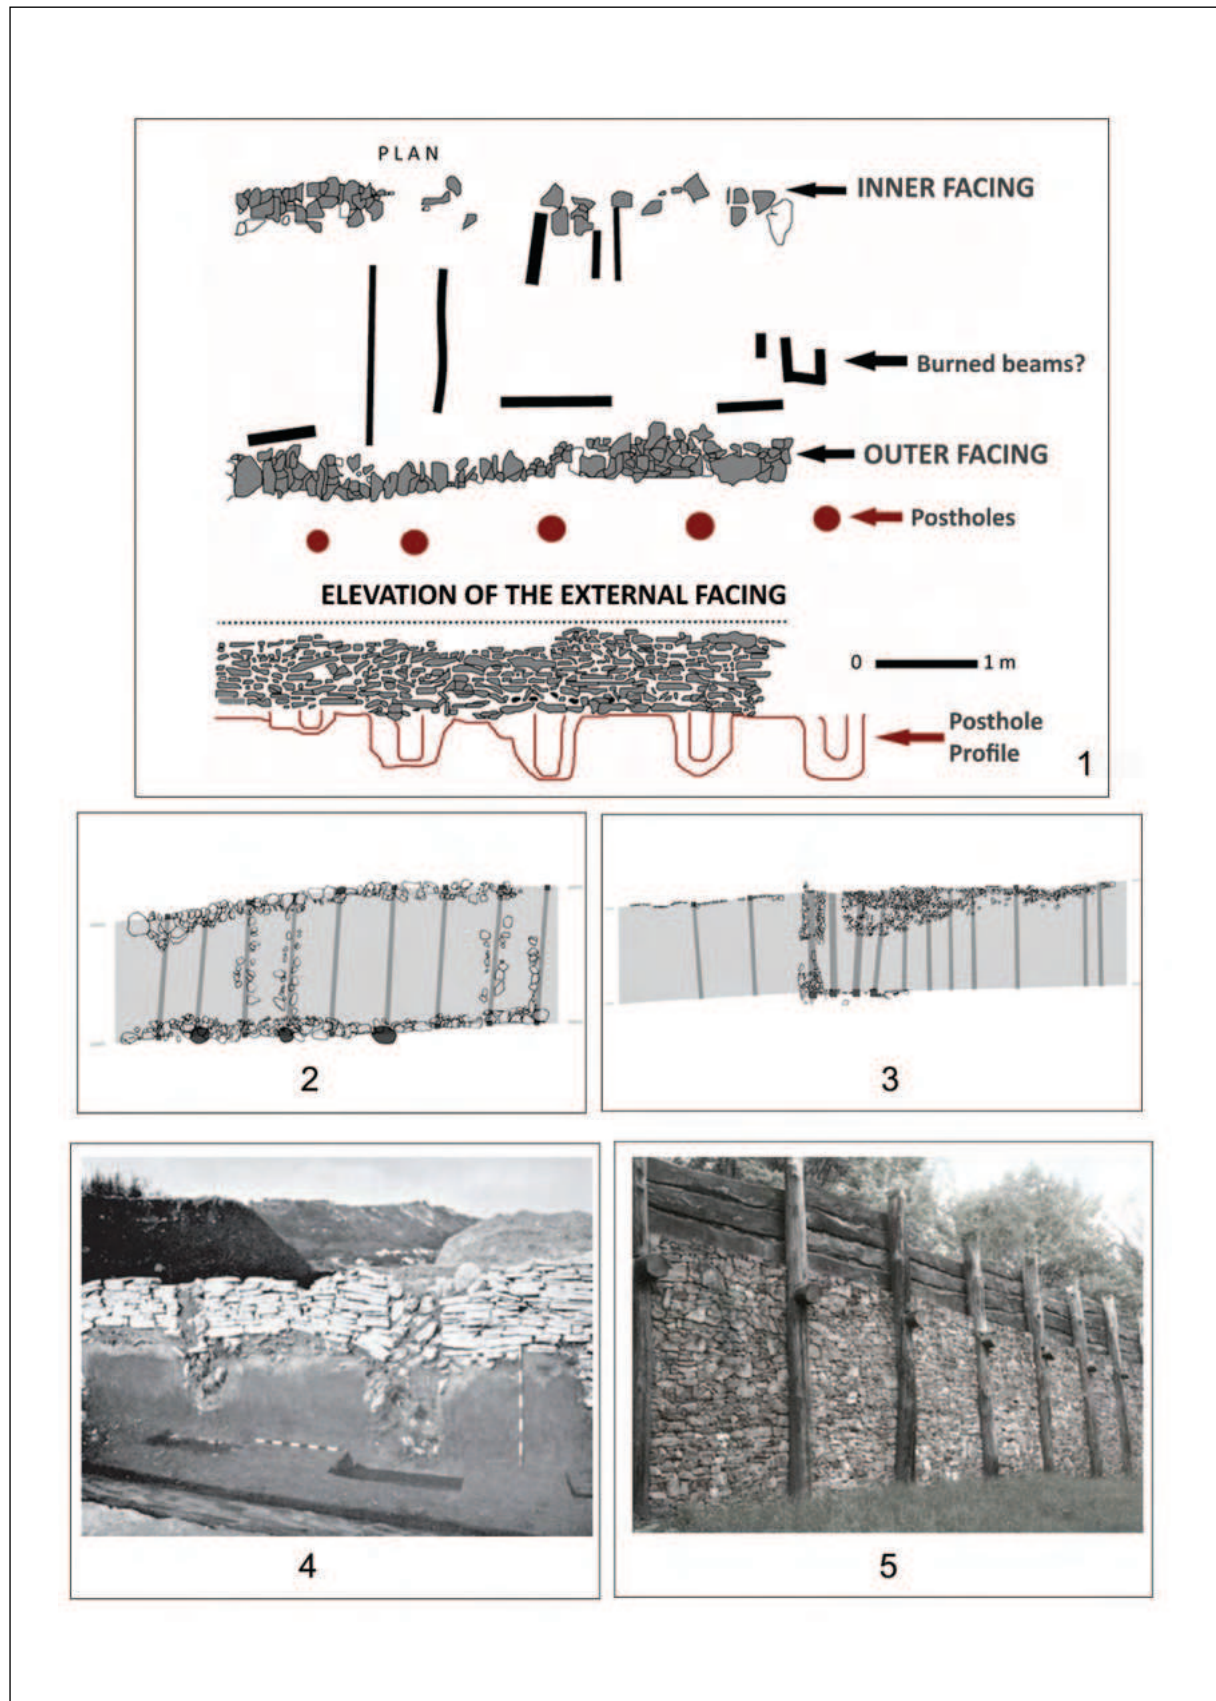 PLAN
INNER FACING
Burned beams?
OUTER FACING
Postholes
ELEVATION OF THE EXTERNAL FACING
0 1 m
Posthole
Profile
1
2
3
4
5